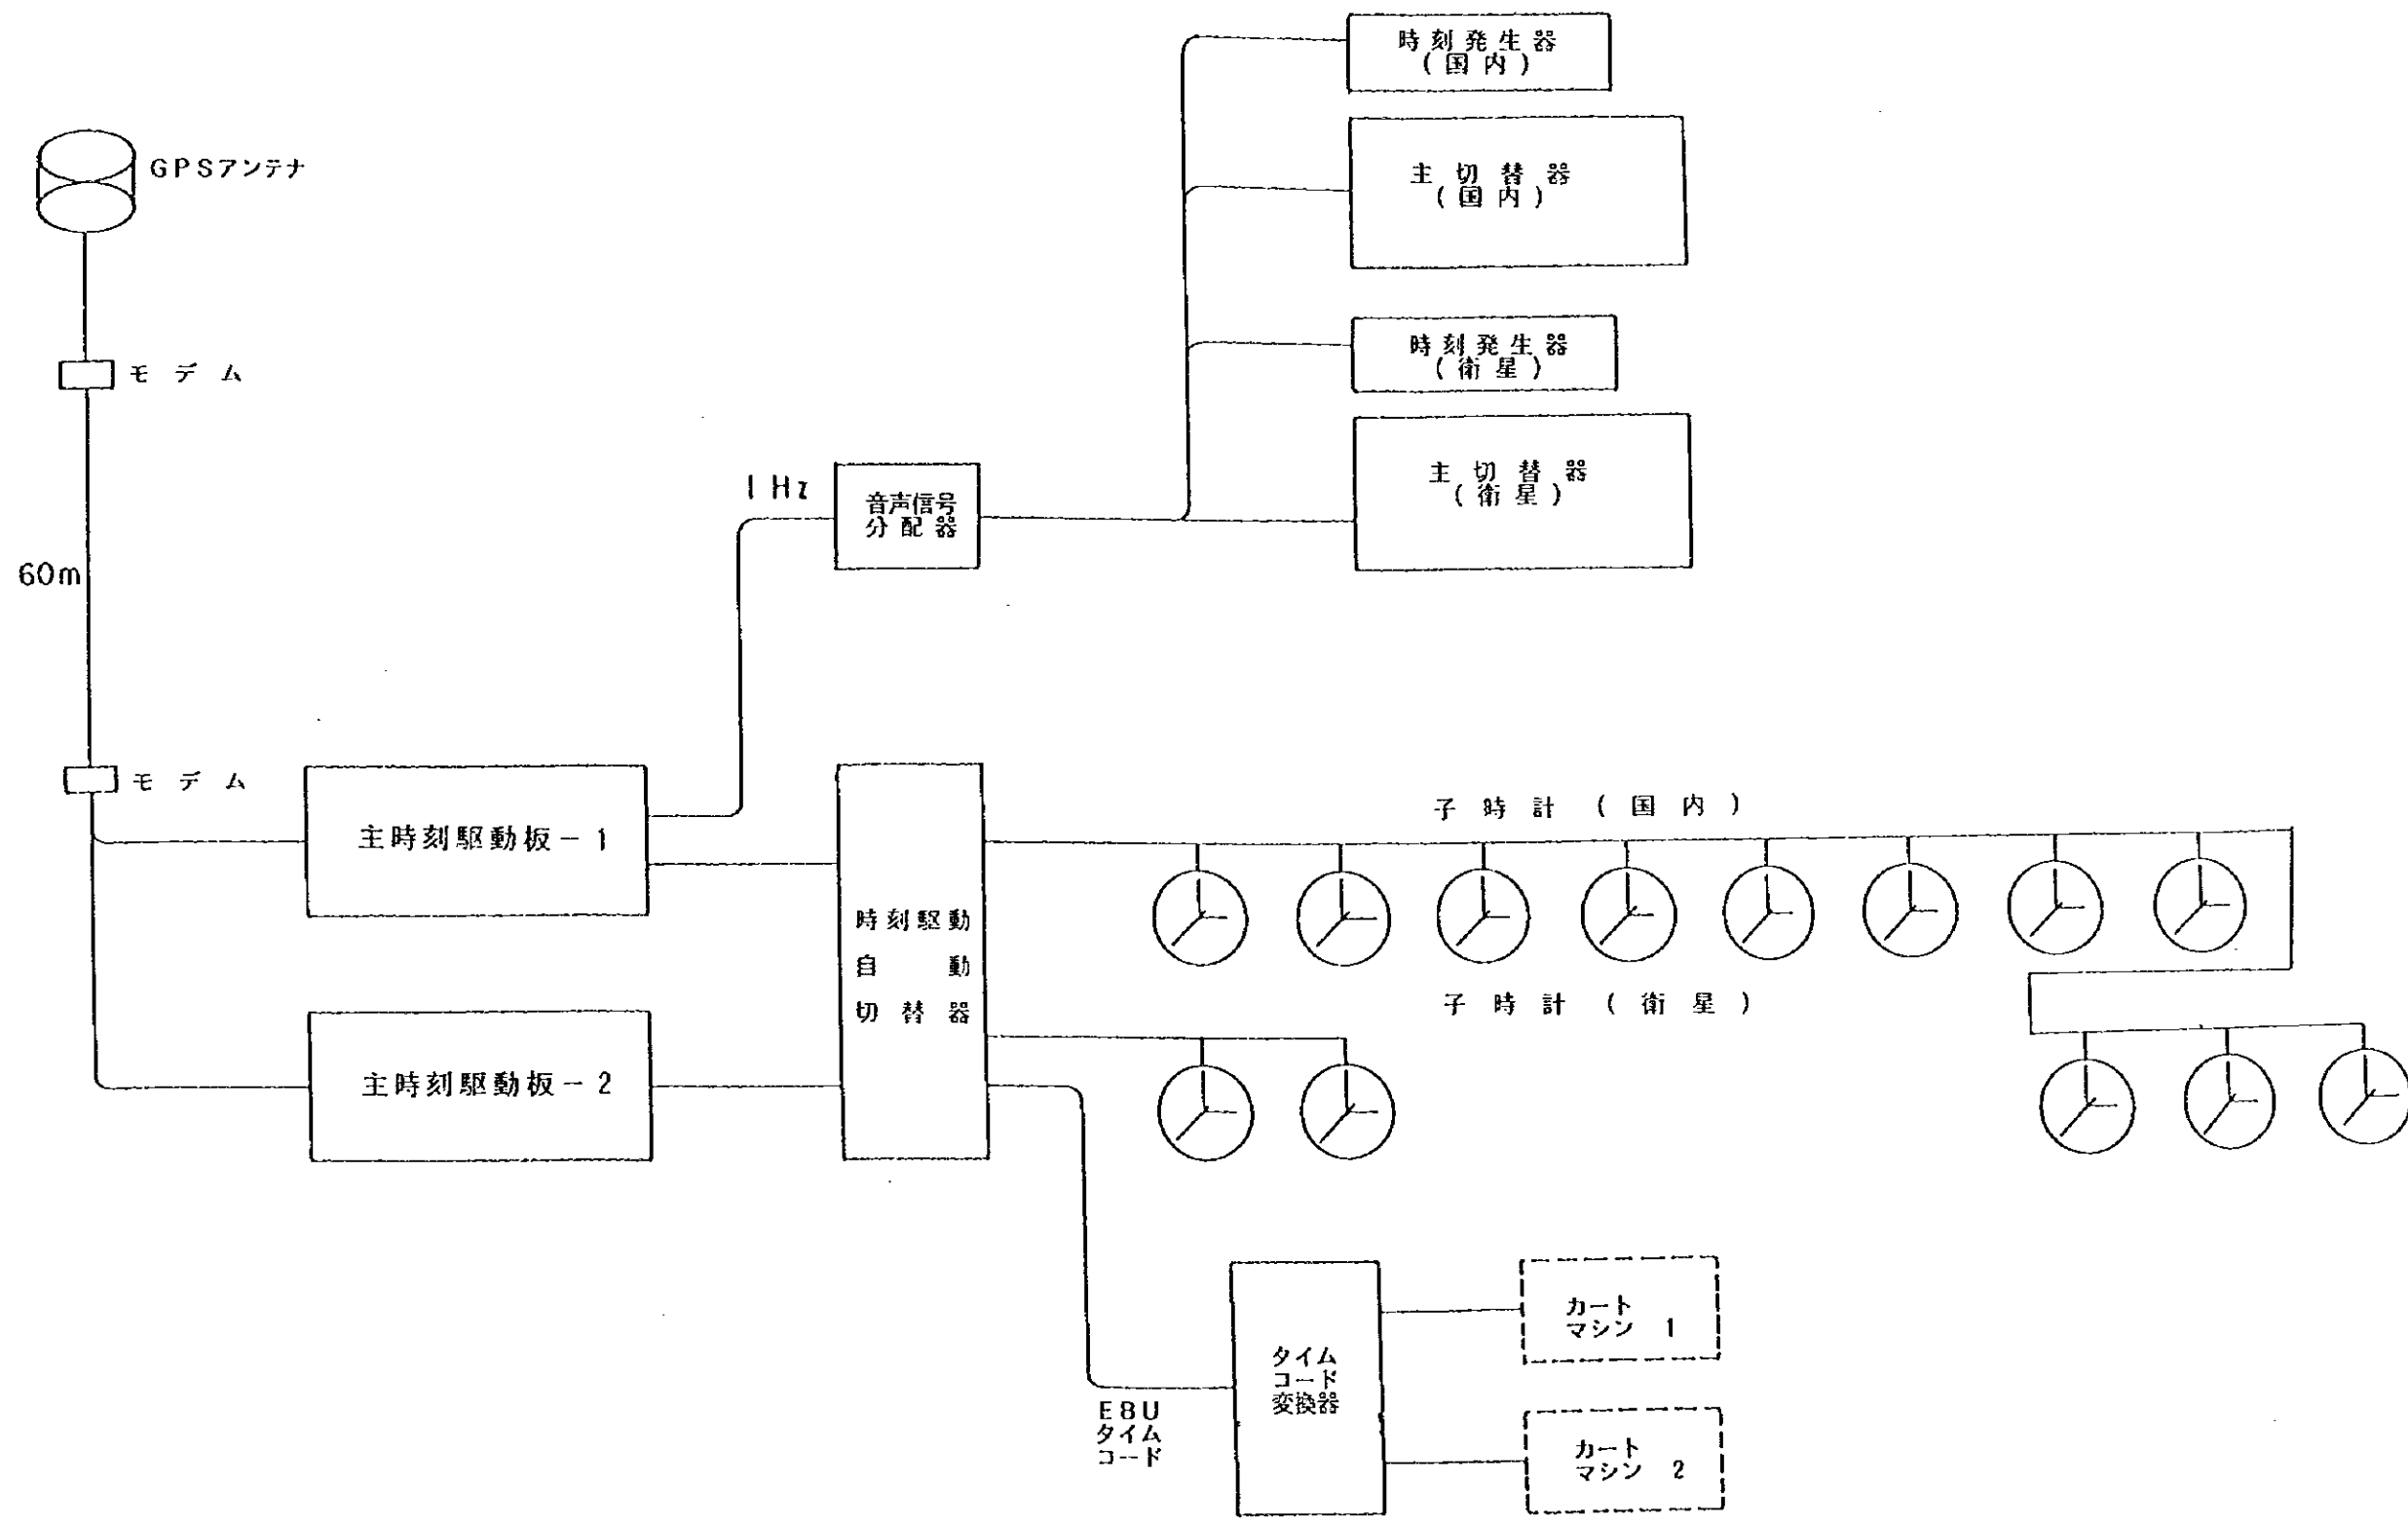 時刻発生器
(国内)
GPSアンテナ
主切替器
(国内)
時刻発生器
(衛星)
モデム
主切替器
(衛星)
1Hz
音声信号
分配器
60m
モデム
主時刻駆動板-1
子時計(国内)
時刻駆動
自動
切替器
子時計(衛星)
主時刻駆動板-2
カート
マシン 1
タイム
コード
変換器
EBU
タイム
コード
カート
マシン 2